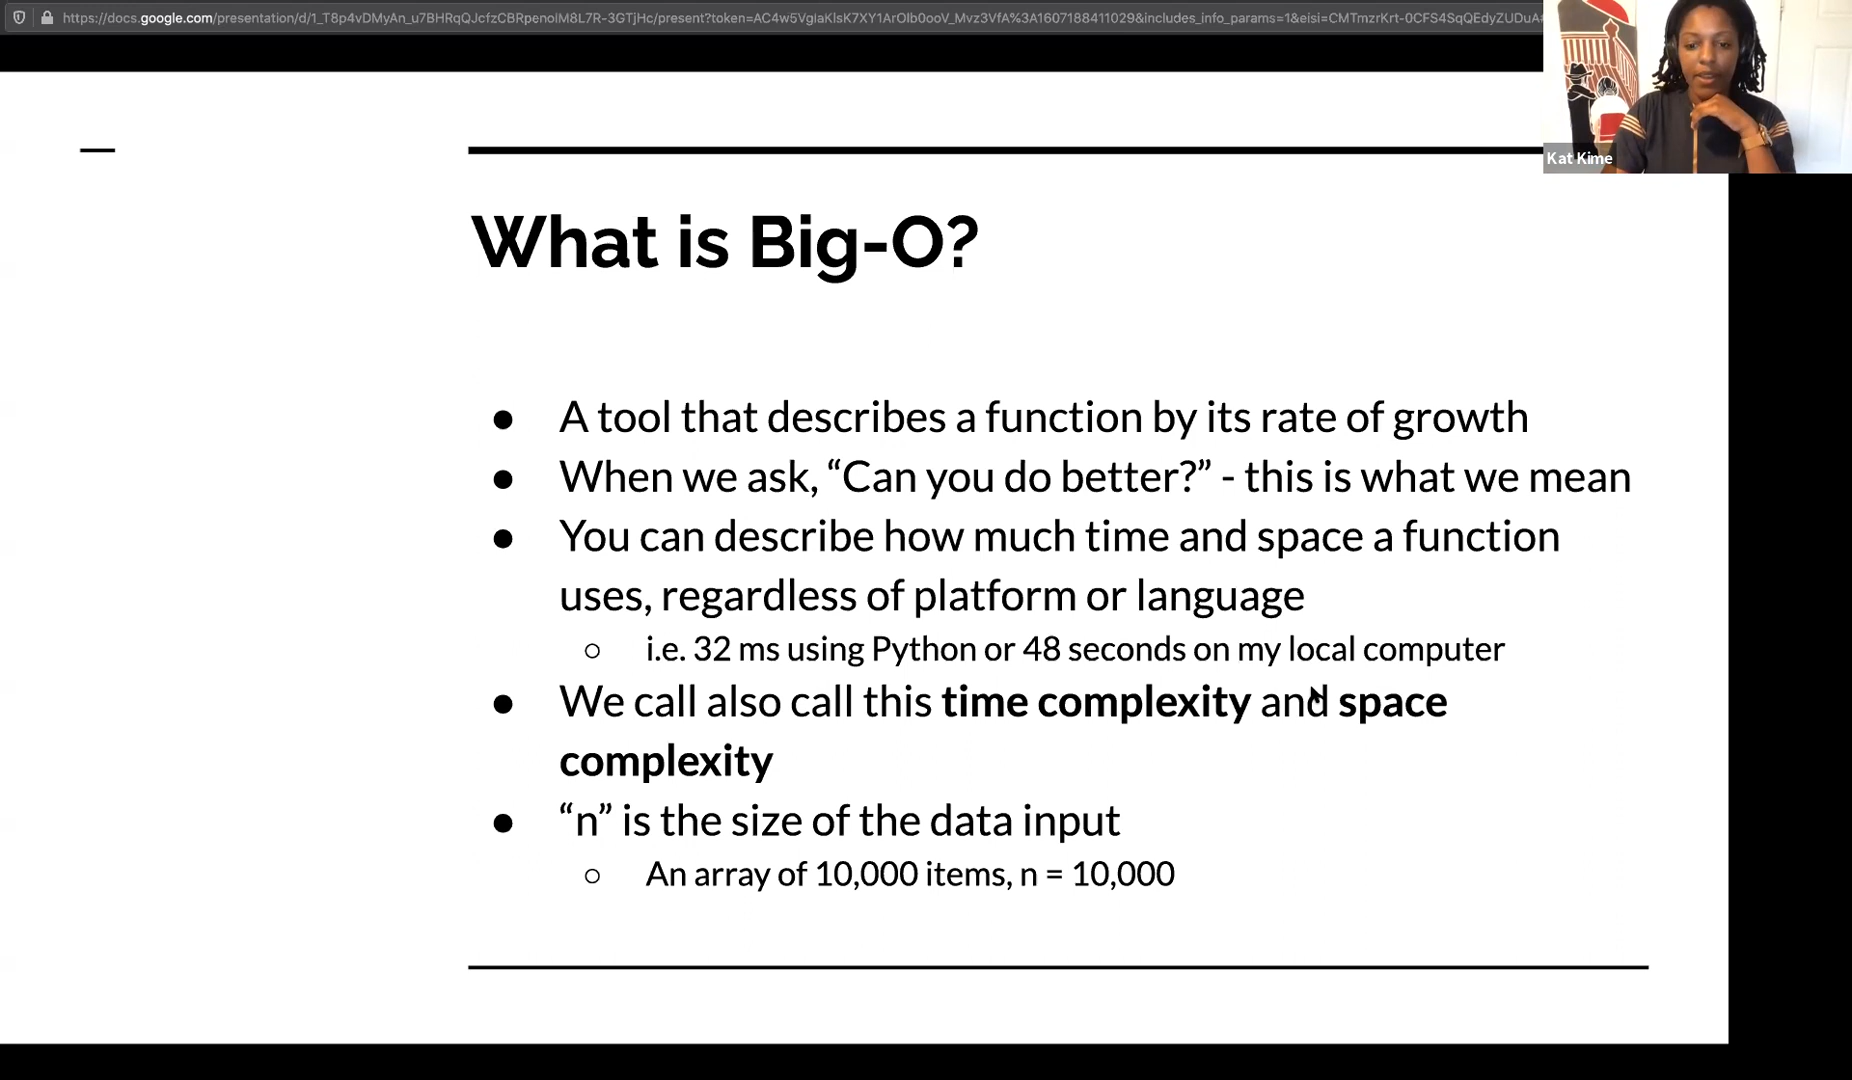 https://docs.google.com/presentation/d/1_T8p4vDMyAn_u7BHRqQJcfzCBRpenoIM8L7R-3GTjHc/present?token=AC4w5VglaKlsK7XY1ArOIb0ooV_Mvz3VfA%3A1607188411029&includes_info_params=1&eisi=CMTmzrKrt-0CFS4SqQEdyZUDuA#
Kat Kime
What is Big-O?
● A tool that describes a function by its rate of growth
● When we ask, “Can you do better?” - this is what we mean
● You can describe how much time and space a function
uses, regardless of platform or language
○ i.e. 32 ms using Python or 48 seconds on my local computer
● We call also call this time complexity and space
complexity
● “n” is the size of the data input
○ An array of 10,000 items, n = 10,000